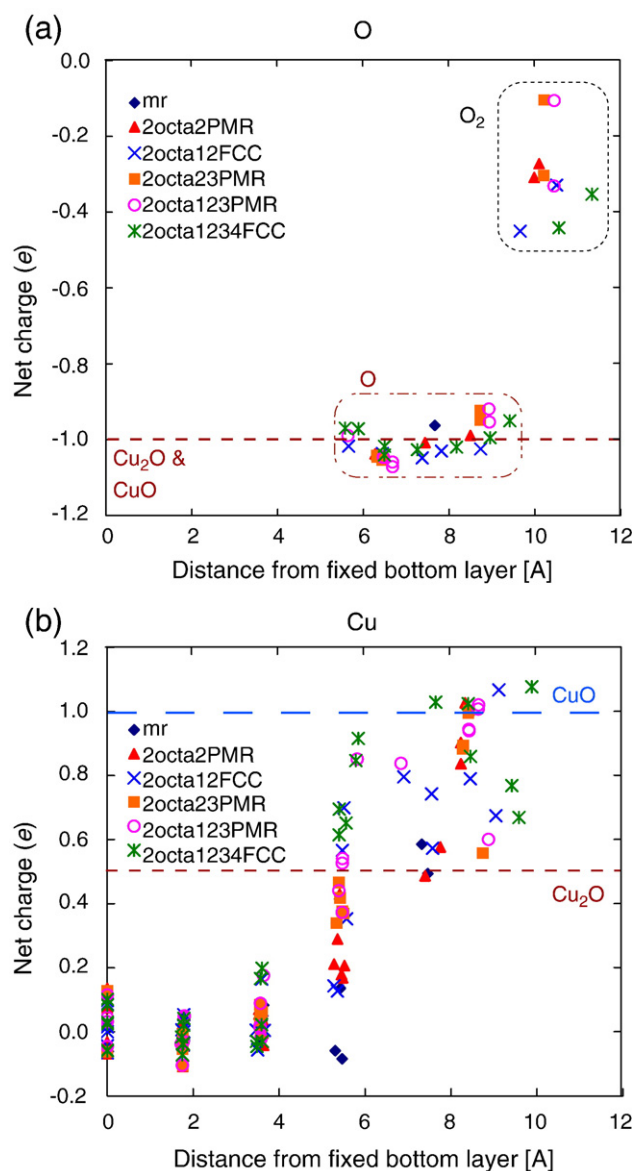 (a)
O
0.0
-0.2
-0.4
-0.6
-0.8
-1.0
-1.2
Net charge (e)
mr
2octa2PMR
2octa12FCC
2octa23PMR
2octa123PMR
2octa1234FCC
O2
O
Cu2O &
CuO
0 2 4 6 8 10 12
Distance from fixed bottom layer [A]
(b)
Cu
1.2
1.0
0.8
0.6
0.4
0.2
0.0
-0.2
Net charge (e)
CuO
mr
2octa2PMR
2octa12FCC
2octa23PMR
2octa123PMR
2octa1234FCC
Cu2O
0 2 4 6 8 10 12
Distance from fixed bottom layer [A]